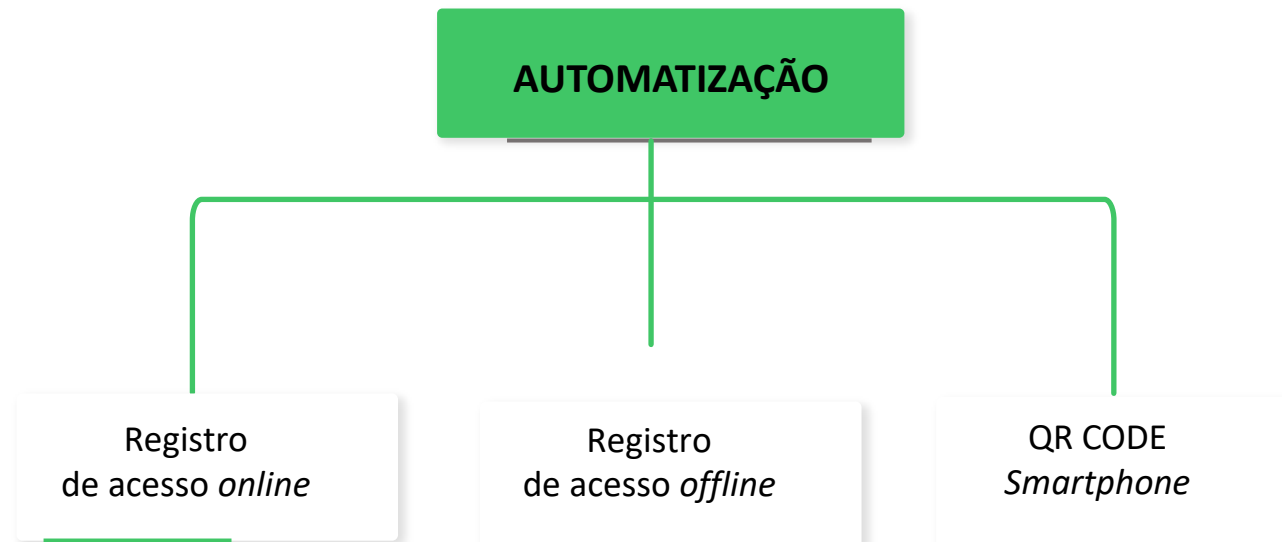 AUTOMATIZAÇÃO
Registro
de acesso online
Registro
de acesso offline
QR CODE
Smartphone